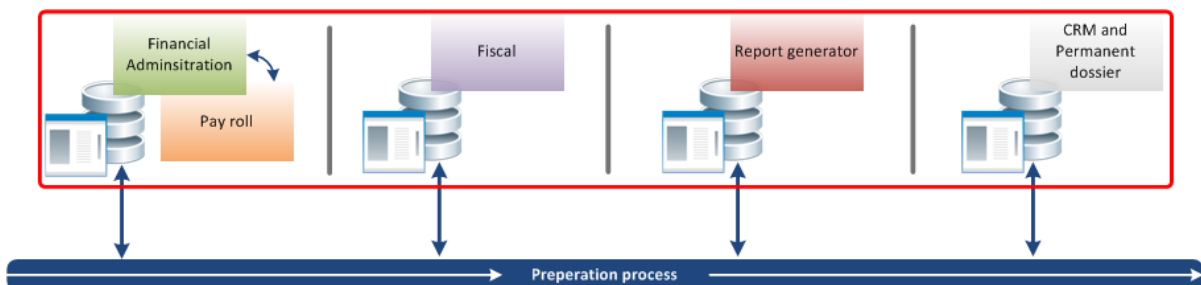 Financial
Adminsitration
Pay roll
Fiscal
Report generator
CRM and
Permanent
dossier
Preperation process